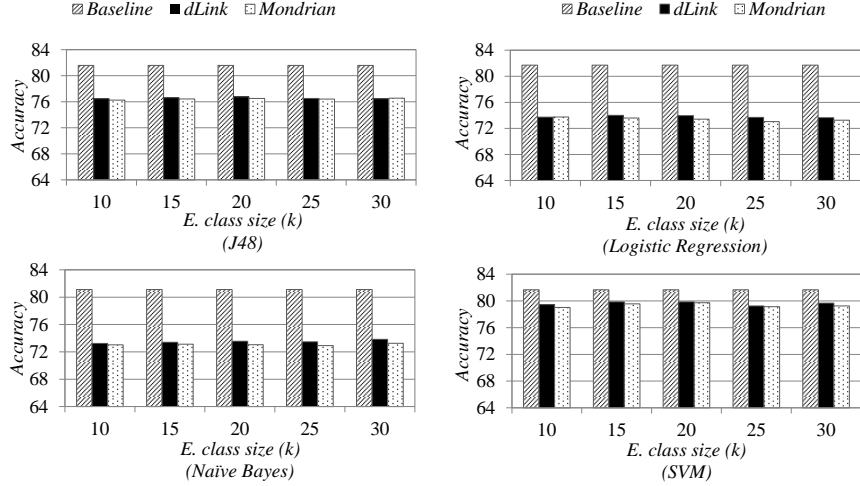 Baseline dLink Mondrian
84
80
76
72
68
64
Accuracy
10 15 20 25 30
E. class size (k)
(J48)
Baseline dLink Mondrian
84
80
76
72
68
64
Accuracy
10 15 20 25 30
E. class size (k)
(Logistic Regression)
84
80
76
72
68
64
Accuracy
10 15 20 25 30
E. class size (k)
(Naïve Bayes)
84
80
76
72
68
64
Accuracy
10 15 20 25 30
E. class size (k)
(SVM)